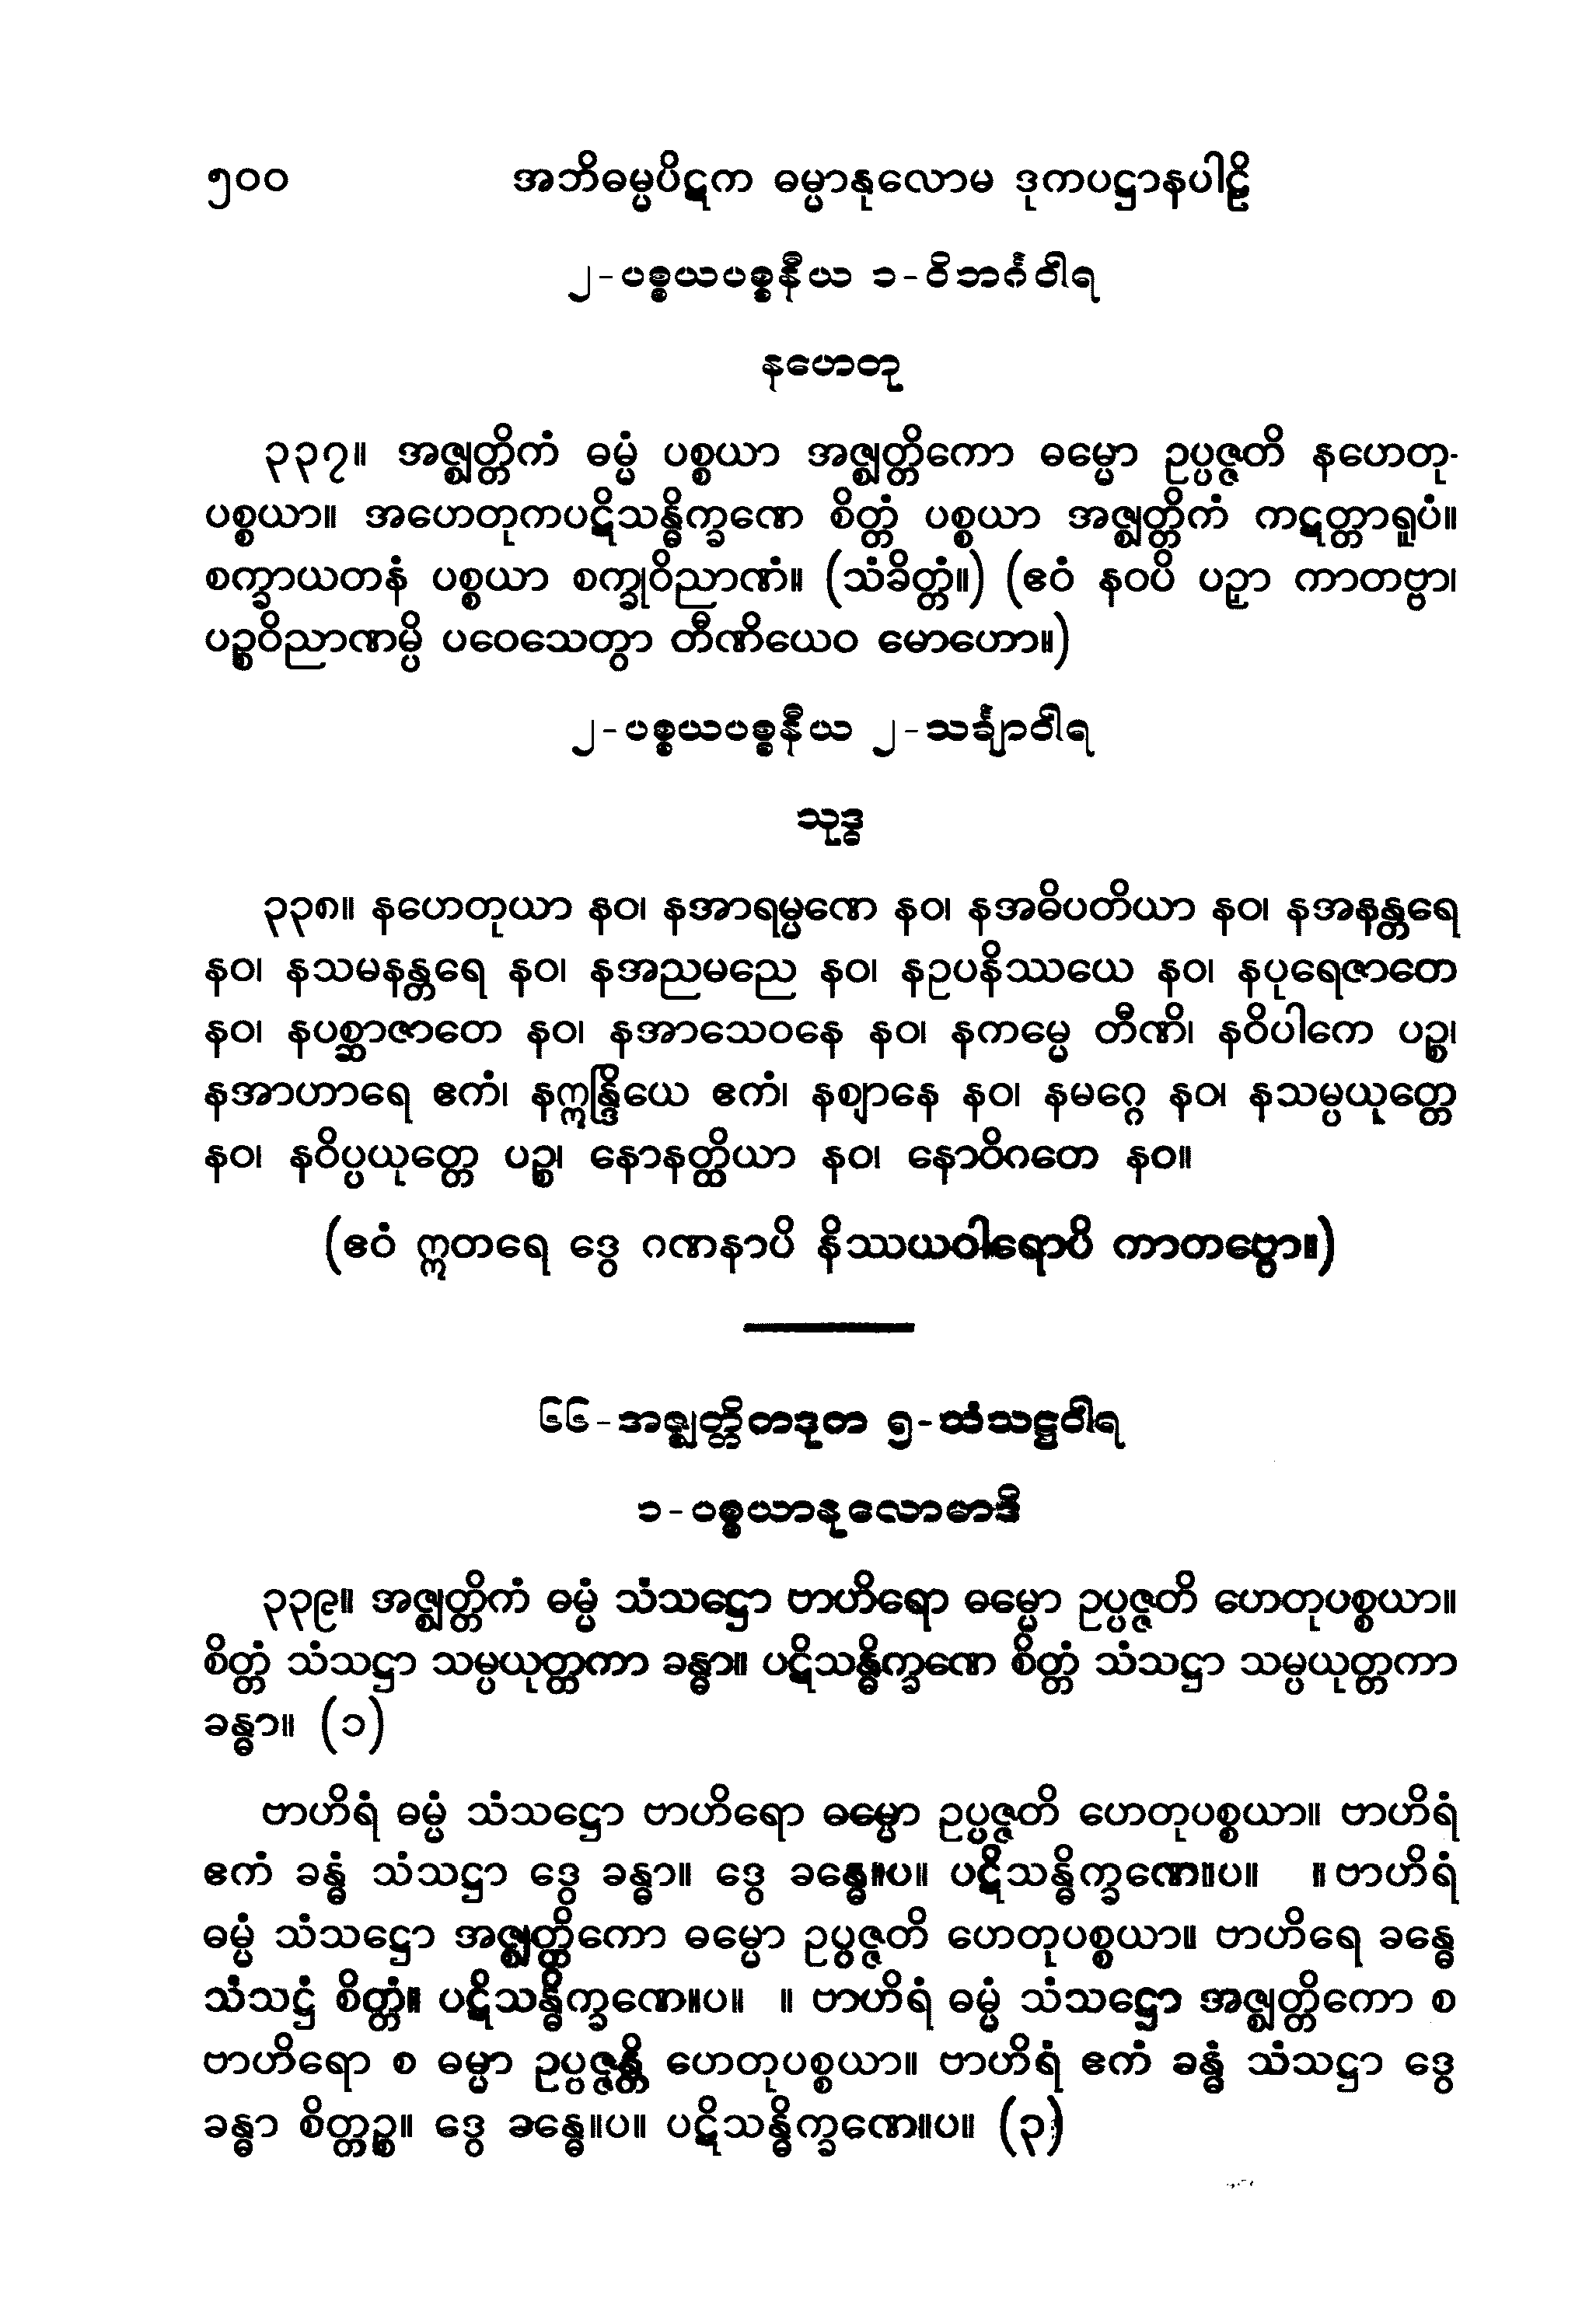 ၅၀၀ အဘိဓမ္မပိဋက ဓမ္မာနုလောမ ဒုကပဋ္ဌာနပါဠိ
၂-ပစ္စယပစ္စနီယ ၁-ဝိဘင်္ဂဝါရ
နဟေတု
၃၃၇။ အဇ္ဈတ္တိကံ ဓမ္မံ ပစ္စယာ အဇ္ဈတ္တိကော ဓမ္မော ဥပ္ပဇ္ဇတိ နဟေတု-
ပစ္စယာ။ အဟေတုကပဋိသန္ဓိက္ခဏေ စိတ္တံ ပစ္စယာ အဇ္ဈတ္တိကံ ကဋတ္တာရူပံ။
စက္ခာယတနံ ပစ္စယာ စက္ခုဝိညာဏံ။ (သံခိတ္တံ။) (ဧဝံ နဝပိ ပဉှာ ကာတဗ္ဗာ၊
ပဉ္စဝိညာဏမ္ပိ ပဝေသေတွာ တီဏိယေဝ မောဟော။)
၂-ပစ္စယပစ္စနီယ ၂-သင်္ချာဝါရ
သုဒ္ဓ
၃၃၈။ နဟေတုယာ နဝ၊ နအာရမ္မဏေ နဝ၊ နအဓိပတိယာ နဝ၊ နအနန္တရေ
နဝ၊ နသမနန္တရေ နဝ၊ နအညမညေ နဝ၊ နဥပနိဿယေ နဝ၊ နပုရေဇာတေ
နဝ၊ နပစ္ဆာဇာတေ နဝ၊ နအာသေဝနေ နဝ၊ နကမ္မေ တီဏိ၊ နဝိပါကေ ပဉ္စ၊
နအာဟာရေ ဧကံ၊ နဣန္ဒြိယေ ဧကံ၊ နဈာနေ နဝ၊ နမဂ္ဂေ နဝ၊ နသမ္ပယုတ္တေ
နဝ၊ နဝိပ္ပယုတ္တေ ပဉ္စ၊ နောနတ္ထိယာ နဝ၊ နောဝိဂတေ နဝ။
(ဧဝံ ဣတရေ ဒွေ ဂဏနာပိ နိဿယဝါရောပိ ကာတဗ္ဗော။)
၆၆-အဇ္ဈတ္တိကဒုက ၅-သံသဋ္ဌဝါရ
၁-ပစ္စယာနုလောမာဒိ
၃၃၉။ အဇ္ဈတ္တိကံ ဓမ္မံ သံသဋ္ဌော ဗာဟိရော ဓမ္မော ဥပ္ပဇ္ဇတိ ဟေတုပစ္စယာ။
စိတ္တံ သံသဋ္ဌာ သမ္ပယုတ္တကာ ခန္ဓာ။ ပဋိသန္ဓိက္ခဏေ စိတ္တံ သံသဋ္ဌာ သမ္ပယုတ္တကာ
ခန္ဓာ။ (၁)
ဗာဟိရံ ဓမ္မံ သံသဋ္ဌော ဗာဟိရော ဓမ္မော ဥပ္ပဇ္ဇတိ ဟေတုပစ္စယာ။ ဗာဟိရံ
ဧကံ ခန္ဓံ သံသဋ္ဌာ ဒွေ ခန္ဓာ။ ဒွေ ခန္ဓေ။ပ။ ပဋိသန္ဓိက္ခဏေ။ပ။ ။ ဗာဟိရံ
ဓမ္မံ သံသဋ္ဌော အဇ္ဈတ္တိကော ဓမ္မော ဥပ္ပဇ္ဇတိ ဟေတုပစ္စယာ။ ဗာဟိရေ ခန္ဓေ
သံသဋ္ဌံ စိတ္တံ။ ပဋိသန္ဓိက္ခဏေ။ပ။ ။ ဗာဟိရံ ဓမ္မံ သံသဋ္ဌော အဇ္ဈတ္တိကော စ
ဗာဟိရော စ ဓမ္မာ ဥပ္ပဇ္ဇန္တိ ဟေတုပစ္စယာ။ ဗာဟိရံ ဧကံ ခန္ဓံ သံသဋ္ဌာ ဒွေ
ခန္ဓာ စိတ္တဉ္စ။ ဒွေ ခန္ဓေ။ပ။ ပဋိသန္ဓိက္ခဏေ။ပ။ (၃)